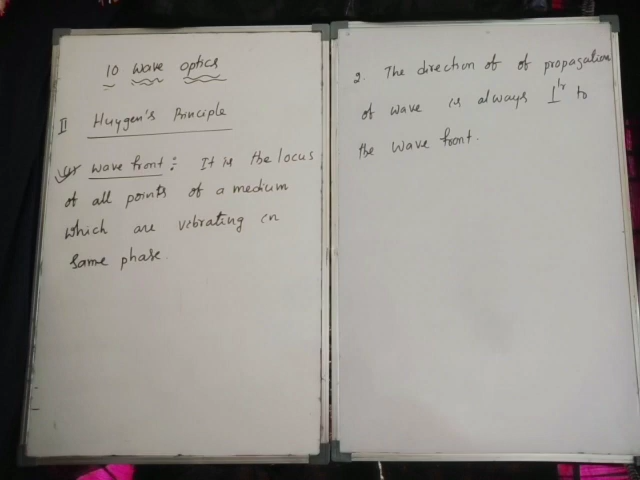 10 Wave Optics
II Huygen's Principle
Wave front :- It is the locus
of all points of a medium
which are vibrating in
same phase.
2. The direction of of propagation
of wave is always ⊥r to
the wave front.